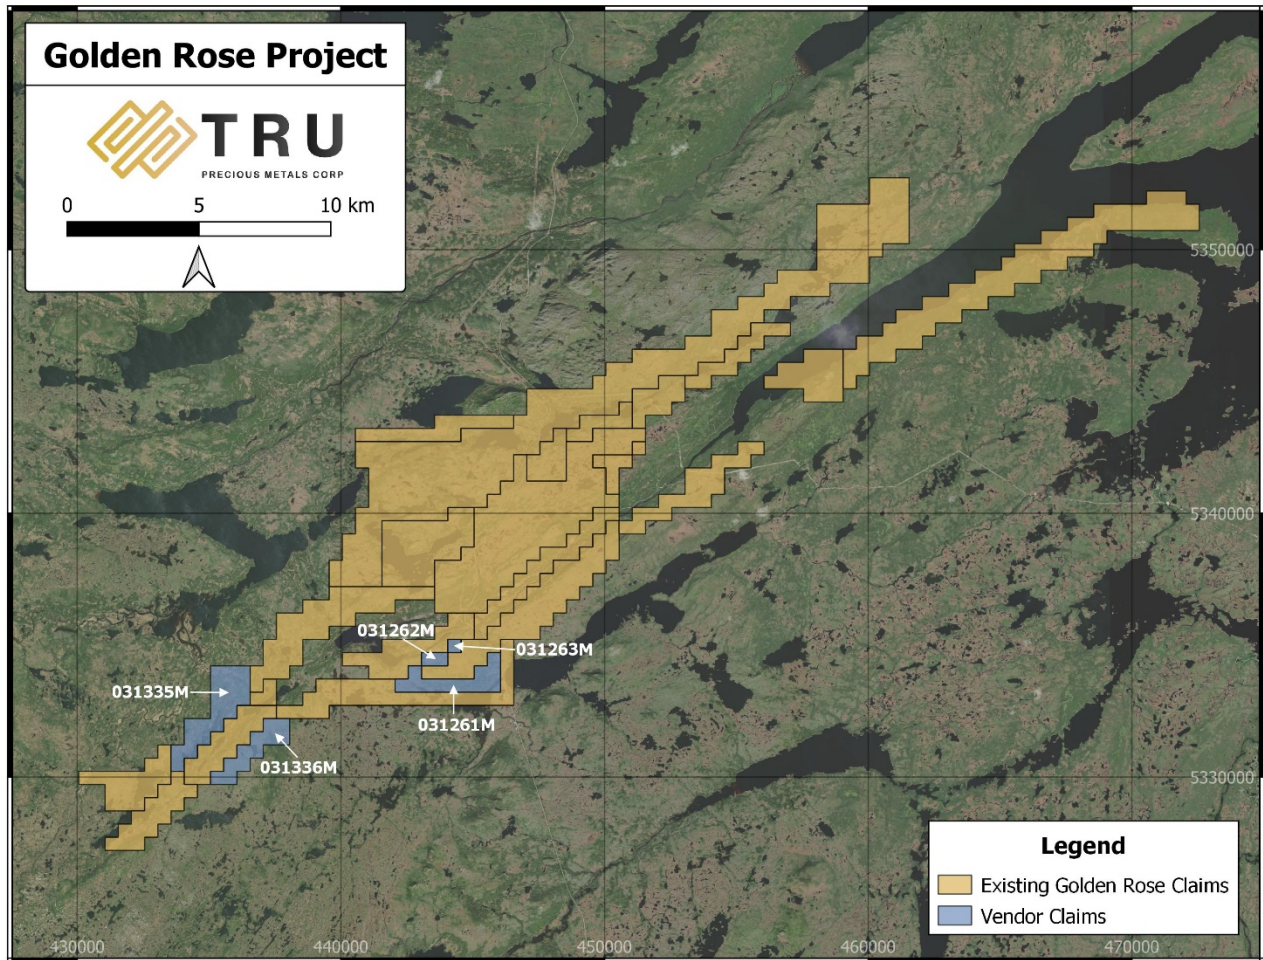 Golden Rose Project
TRU
PRECIOUS METALS CORP
0 5 10 km
5350000
5340000
031262M
031263M
031335M
031261M
031336M
5330000
Legend
Existing Golden Rose Claims
Vendor Claims
430000 440000 450000 460000 470000